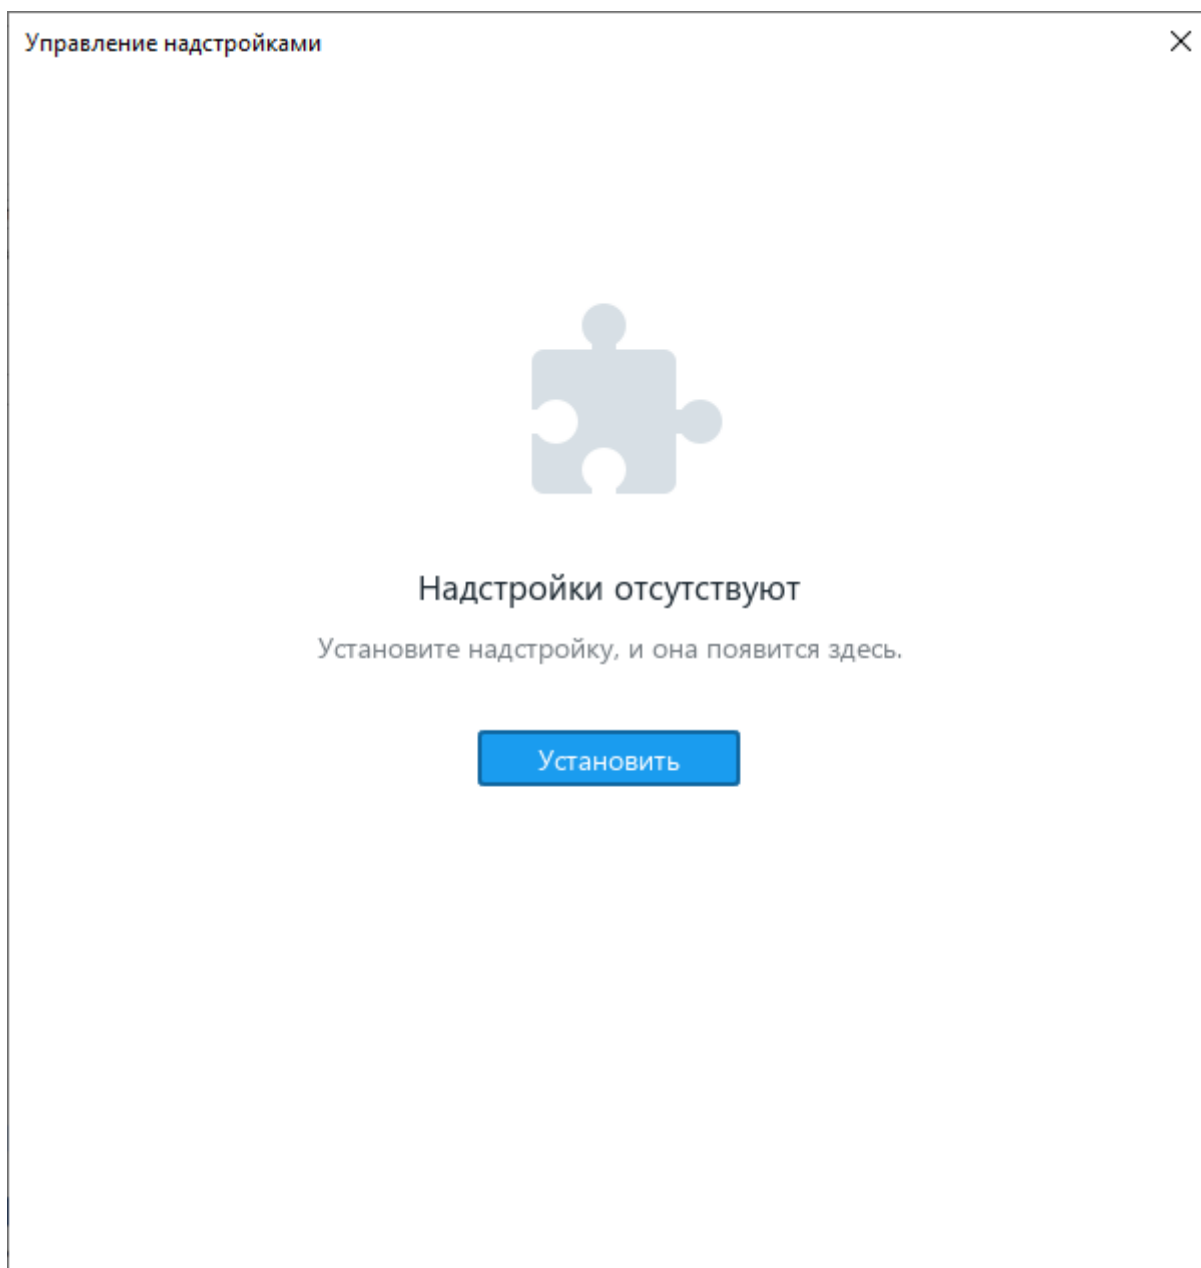 Управление надстройками
Надстройки отсутствуют
Установите надстройку, и она появится здесь.
Установить